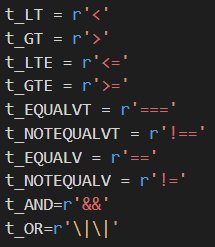 t_LT = r'<'
t_GT = r'>'
t_LTE = r'<='
t_GTE = r'>='
t_EQUALVT = r'==='
t_NOTEQUALVT = r'!=='
t_EQUALV = r'=='
t_NOTEQUALV = r'!='
t_AND=r'&&'
t_OR=r'\|\|'